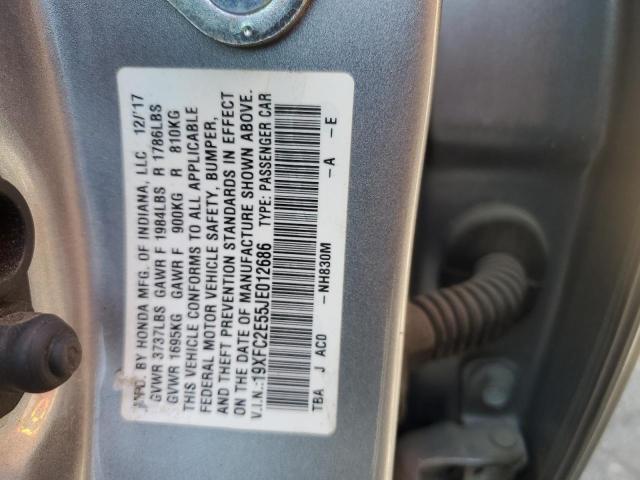 MFD. BY HONDA MFG. OF INDIANA, LLC 12/'17
GVWR 3737LBS GAWR F 1984LBS R 1786LBS
GVWR 1695KG GAWR F 900KG R 810KG
THIS VEHICLE CONFORMS TO ALL APPLICABLE
FEDERAL MOTOR VEHICLE SAFETY, BUMPER,
AND THEFT PREVENTION STANDARDS IN EFFECT
ON THE DATE OF MANUFACTURE SHOWN ABOVE.
V.I.N.:19XFC2E55JE012686 TYPE: PASSENGER CAR
TBA J AC0 -NH830M -A -E